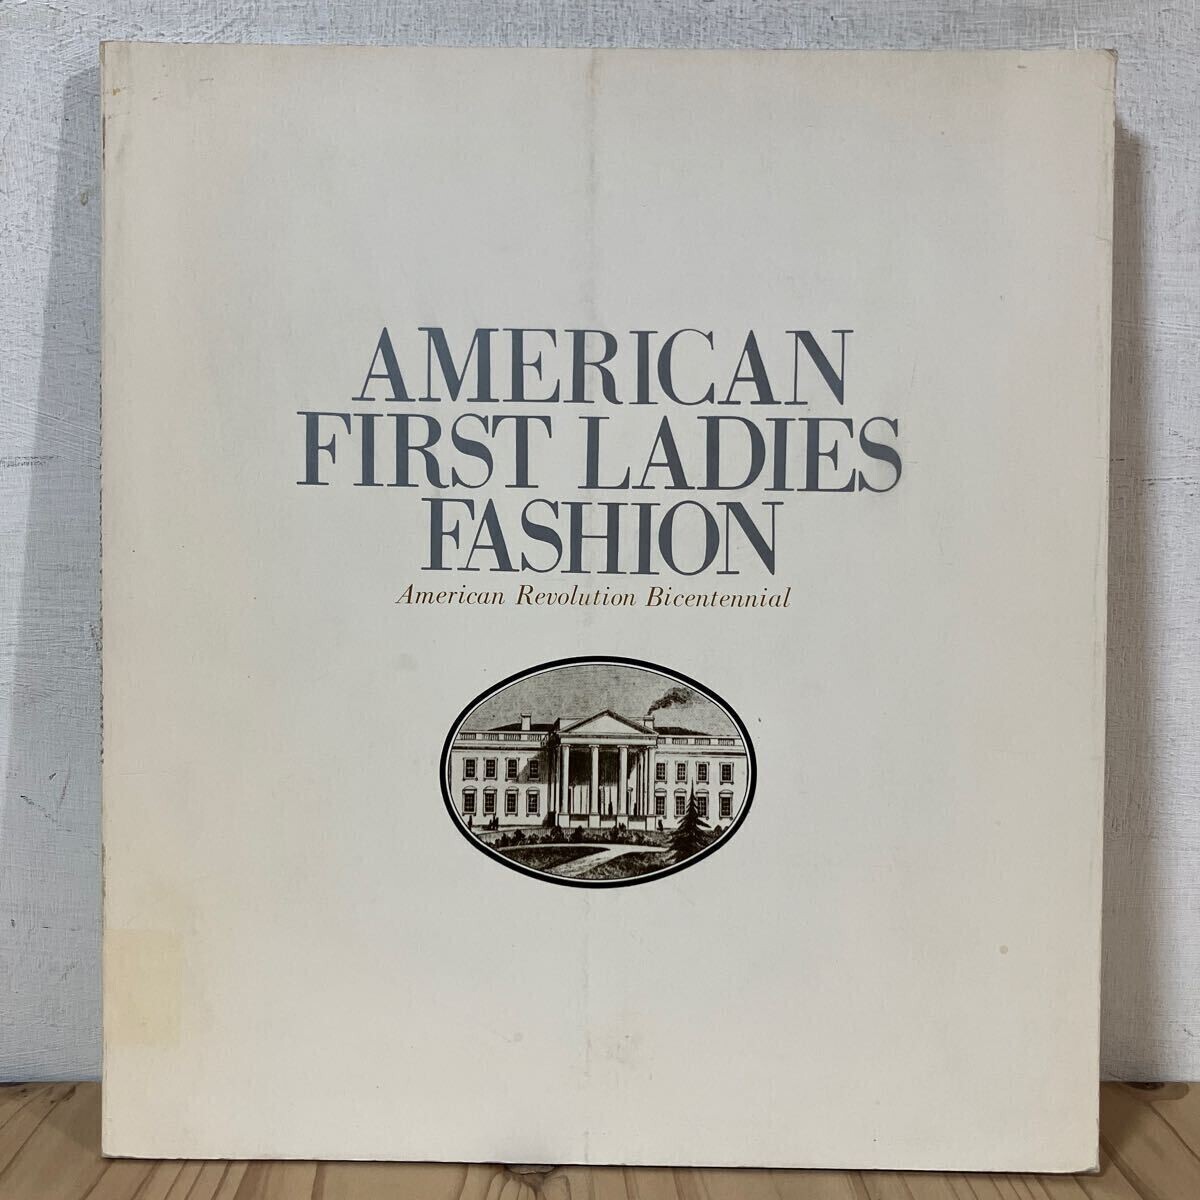 AMERICAN
FIRST LADIES
FASHION
American Revolution Bicentennial